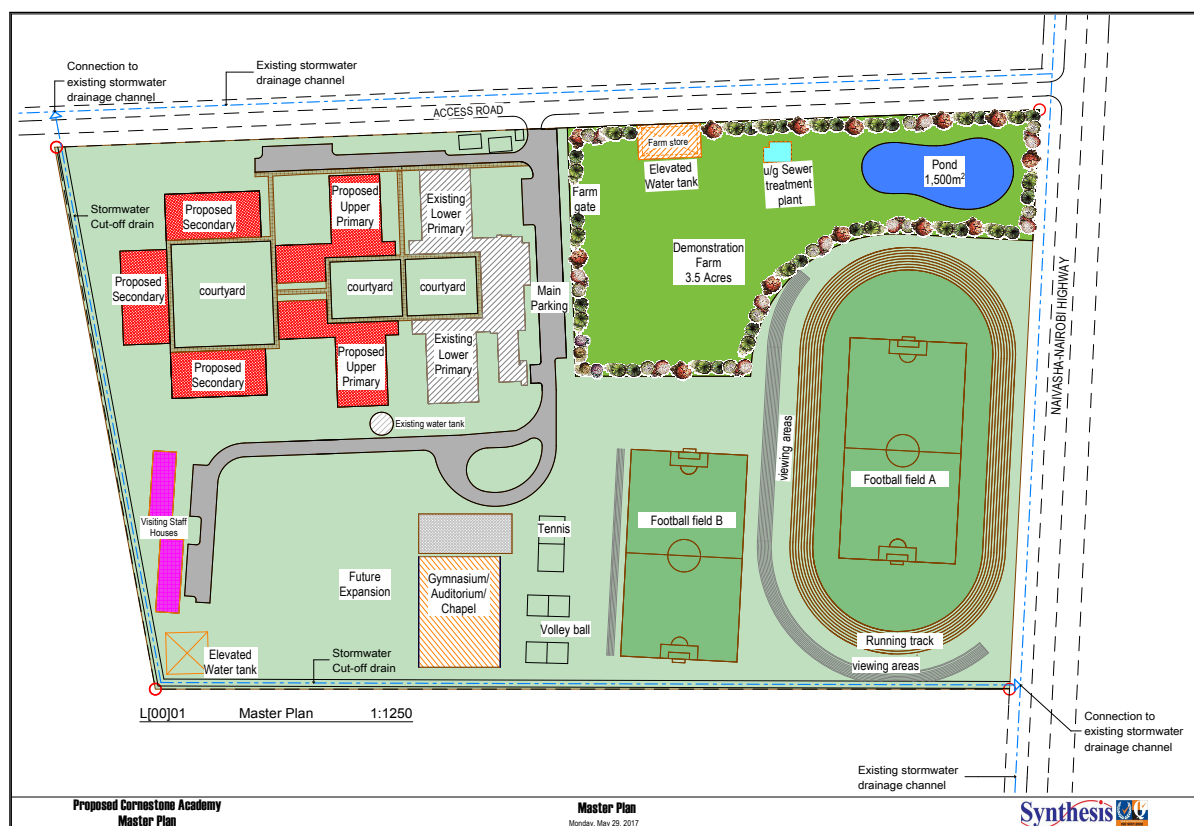 Connection to
existing stormwater
drainage channel
Existing stormwater
drainage channel
ACCESS ROAD
Farm store
Elevated
Water tank
u/g Sewer
treatment
plant
Pond
1,500m²
Farm
gate
Stormwater
Cut-off drain
Proposed
Secondary
Proposed
Upper
Primary
Existing
Lower
Primary
Demonstration
Farm
3.5 Acres
Proposed
Secondary
courtyard
courtyard
courtyard
Main
Parking
NAIVASHA-NAIROBI HIGHWAY
Proposed
Secondary
Proposed
Upper
Primary
Existing
Lower
Primary
Existing water tank
viewing areas
Football field A
Visiting Staff
Houses
Football field B
Tennis
Future
Expansion
Gymnasium/
Auditorium/
Chapel
Volley ball
Running track
viewing areas
Elevated
Water tank
Stormwater
Cut-off drain
L[00]01 Master Plan 1:1250
Connection to
existing stormwater
drainage channel
Existing stormwater
drainage channel
Proposed Cornestone Academy
Master Plan
Master Plan
Monday, May 29, 2017
Synthesis